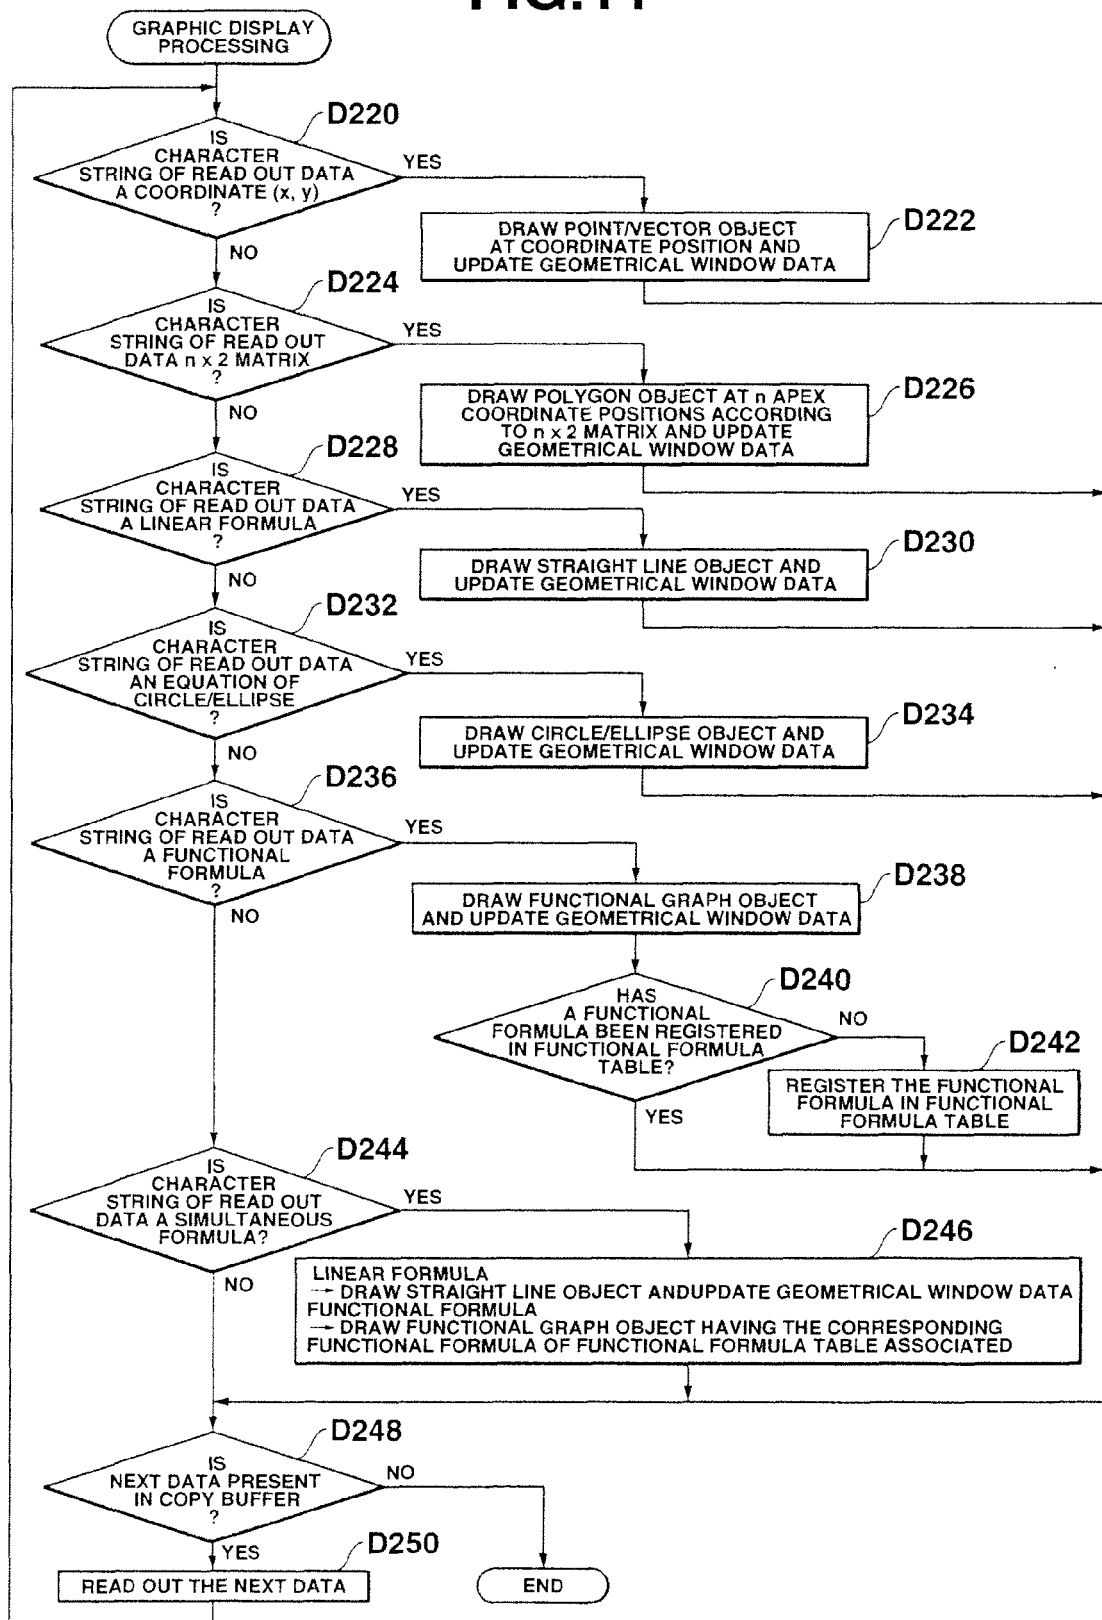 FIG. 11
GRAPHIC DISPLAY
PROCESSING
D220
IS
CHARACTER
STRING OF READ OUT DATA
A COORDINATE (x, y)
?
YES
NO
DRAW POINT/VECTOR OBJECT
AT COORDINATE POSITION AND
UPDATE GEOMETRICAL WINDOW DATA
D222
D224
IS
CHARACTER
STRING OF READ OUT
DATA n x 2 MATRIX
?
YES
NO
DRAW POLYGON OBJECT AT n APEX
COORDINATE POSITIONS ACCORDING
TO n x 2 MATRIX AND UPDATE
GEOMETRICAL WINDOW DATA
D226
D228
IS
CHARACTER
STRING OF READ OUT DATA
A LINEAR FORMULA
?
YES
NO
DRAW STRAIGHT LINE OBJECT AND
UPDATE GEOMETRICAL WINDOW DATA
D230
D232
IS
CHARACTER
STRING OF READ OUT DATA
AN EQUATION OF
CIRCLE/ELLIPSE
?
YES
NO
DRAW CIRCLE/ELLIPSE OBJECT AND
UPDATE GEOMETRICAL WINDOW DATA
D234
D236
IS
CHARACTER
STRING OF READ OUT DATA
A FUNCTIONAL
FORMULA
?
YES
NO
DRAW FUNCTIONAL GRAPH OBJECT
AND UPDATE GEOMETRICAL WINDOW DATA
D238
D240
HAS
A FUNCTIONAL
FORMULA BEEN REGISTERED
IN FUNCTIONAL FORMULA
TABLE?
NO
YES
D242
REGISTER THE FUNCTIONAL
FORMULA IN FUNCTIONAL
FORMULA TABLE
D244
IS
CHARACTER
STRING OF READ OUT
DATA A SIMULTANEOUS
FORMULA?
YES
NO
D246
LINEAR FORMULA
→ DRAW STRAIGHT LINE OBJECT ANDUPDATE GEOMETRICAL WINDOW DATA
FUNCTIONAL FORMULA
→ DRAW FUNCTIONAL GRAPH OBJECT HAVING THE CORRESPONDING
FUNCTIONAL FORMULA OF FUNCTIONAL FORMULA TABLE ASSOCIATED
D248
IS
NEXT DATA PRESENT
IN COPY BUFFER
?
NO
YES
D250
READ OUT THE NEXT DATA
END